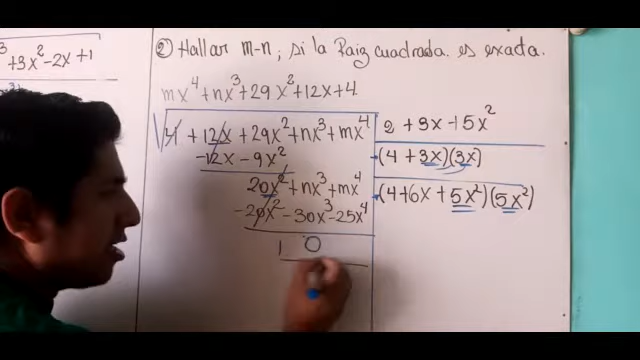 3 + 3x² - 2x + 1
② Hallar m-n; si la Raiz cuadrada es exacta.
mx⁴ + nx³ + 29x² + 12x + 4
√4 + 12x + 29x² + nx³ + mx⁴
2 + 3x + 5x²
- 12x - 9x²
(4 + 3x)(3x)
20x² + nx³ + mx⁴
(4 + 6x + 5x²)(5x²)
- 20x² - 30x³ - 25x⁴
0